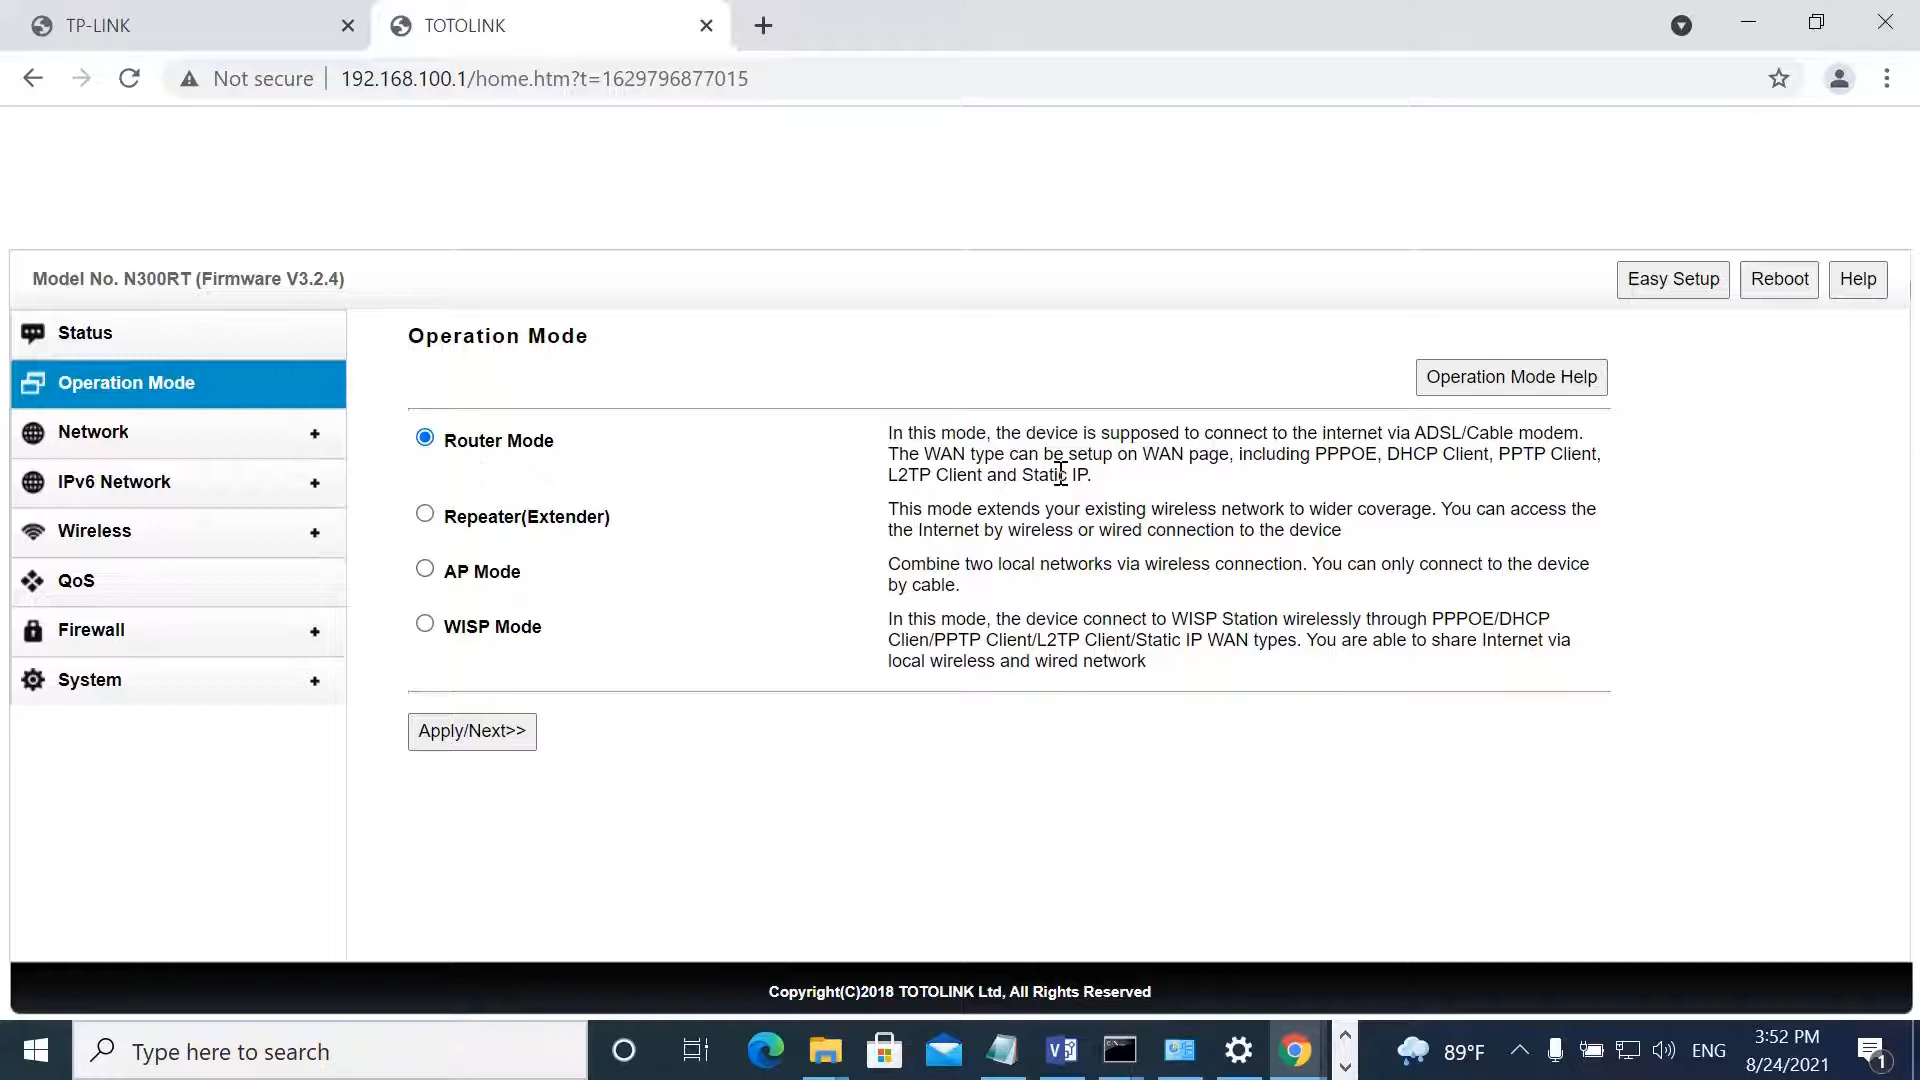 TP-LINK
TOTOLINK
Not secure
192.168.100.1/home.htm?t=1629796877015
Model No. N300RT (Firmware V3.2.4)
Easy Setup
Reboot
Help
Status
Operation Mode
Network +
IPv6 Network +
Wireless +
QoS
Firewall +
System +
Operation Mode
Operation Mode Help
Router Mode
In this mode, the device is supposed to connect to the internet via ADSL/Cable modem.
The WAN type can be setup on WAN page, including PPPOE, DHCP Client, PPTP Client,
L2TP Client and Static IP.
Repeater(Extender)
This mode extends your existing wireless network to wider coverage. You can access the
the Internet by wireless or wired connection to the device
AP Mode
Combine two local networks via wireless connection. You can only connect to the device
by cable.
WISP Mode
In this mode, the device connect to WISP Station wirelessly through PPPOE/DHCP
Clien/PPTP Client/L2TP Client/Static IP WAN types. You are able to share Internet via
local wireless and wired network
Apply/Next>>
Copyright(C)2018 TOTOLINK Ltd, All Rights Reserved
Type here to search
89°F
ENG
3:52 PM
8/24/2021
1